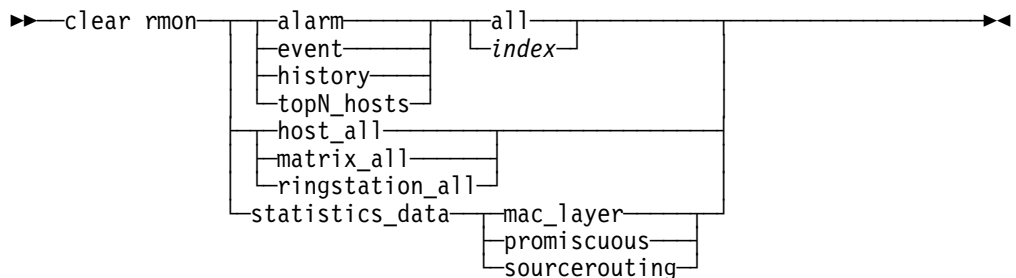 clear rmon alarm all
event index
history
topN_hosts
host_all
matrix_all
ringstation_all
statistics_data mac_layer
promiscuous
sourcerouting